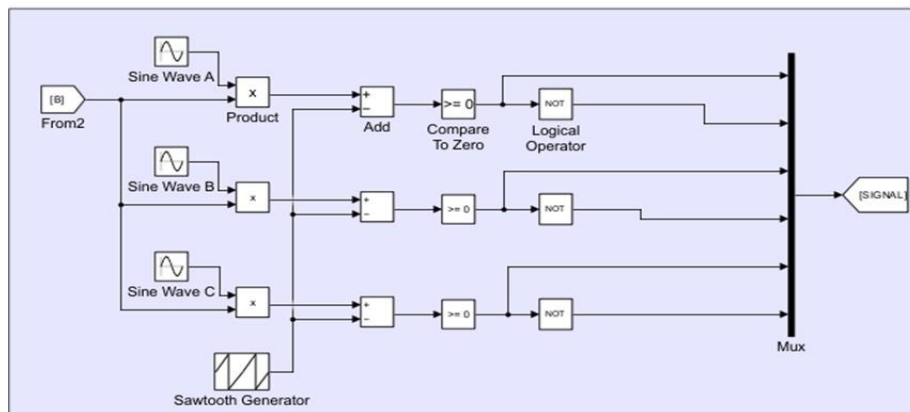 Sine Wave A
[B]
From2
x
Product
+
−
Add
>= 0
Compare
To Zero
NOT
Logical
Operator
Sine Wave B
x
+
−
>= 0
NOT
[SIGNAL]
Sine Wave C
x
+
−
>= 0
NOT
Mux
Sawtooth Generator